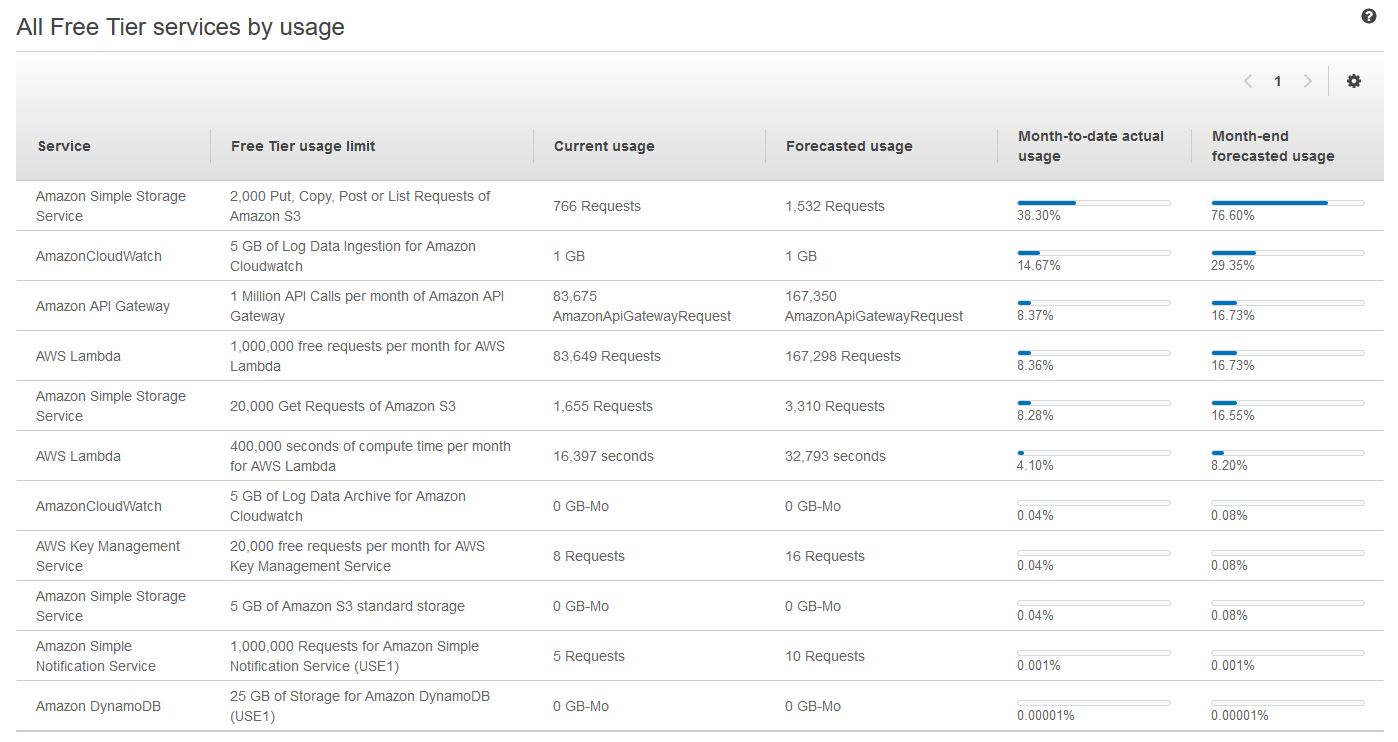 All Free Tier services by usage
1
Service
Free Tier usage limit
Current usage
Forecasted usage
Month-to-date actual
usage
Month-end
forecasted usage
Amazon Simple Storage
Service
2,000 Put, Copy, Post or List Requests of
Amazon S3
766 Requests
1,532 Requests
38.30%
76.60%
AmazonCloudWatch
5 GB of Log Data Ingestion for Amazon
Cloudwatch
1 GB
1 GB
14.67%
29.35%
Amazon API Gateway
1 Million API Calls per month of Amazon API
Gateway
83,675
AmazonApiGatewayRequest
167,350
AmazonApiGatewayRequest
8.37%
16.73%
AWS Lambda
1,000,000 free requests per month for AWS
Lambda
83,649 Requests
167,298 Requests
8.36%
16.73%
Amazon Simple Storage
Service
20,000 Get Requests of Amazon S3
1,655 Requests
3,310 Requests
8.28%
16.55%
AWS Lambda
400,000 seconds of compute time per month
for AWS Lambda
16,397 seconds
32,793 seconds
4.10%
8.20%
AmazonCloudWatch
5 GB of Log Data Archive for Amazon
Cloudwatch
0 GB-Mo
0 GB-Mo
0.04%
0.08%
AWS Key Management
Service
20,000 free requests per month for AWS
Key Management Service
8 Requests
16 Requests
0.04%
0.08%
Amazon Simple Storage
Service
5 GB of Amazon S3 standard storage
0 GB-Mo
0 GB-Mo
0.04%
0.08%
Amazon Simple
Notification Service
1,000,000 Requests for Amazon Simple
Notification Service (USE1)
5 Requests
10 Requests
0.001%
0.001%
Amazon DynamoDB
25 GB of Storage for Amazon DynamoDB
(USE1)
0 GB-Mo
0 GB-Mo
0.00001%
0.00001%